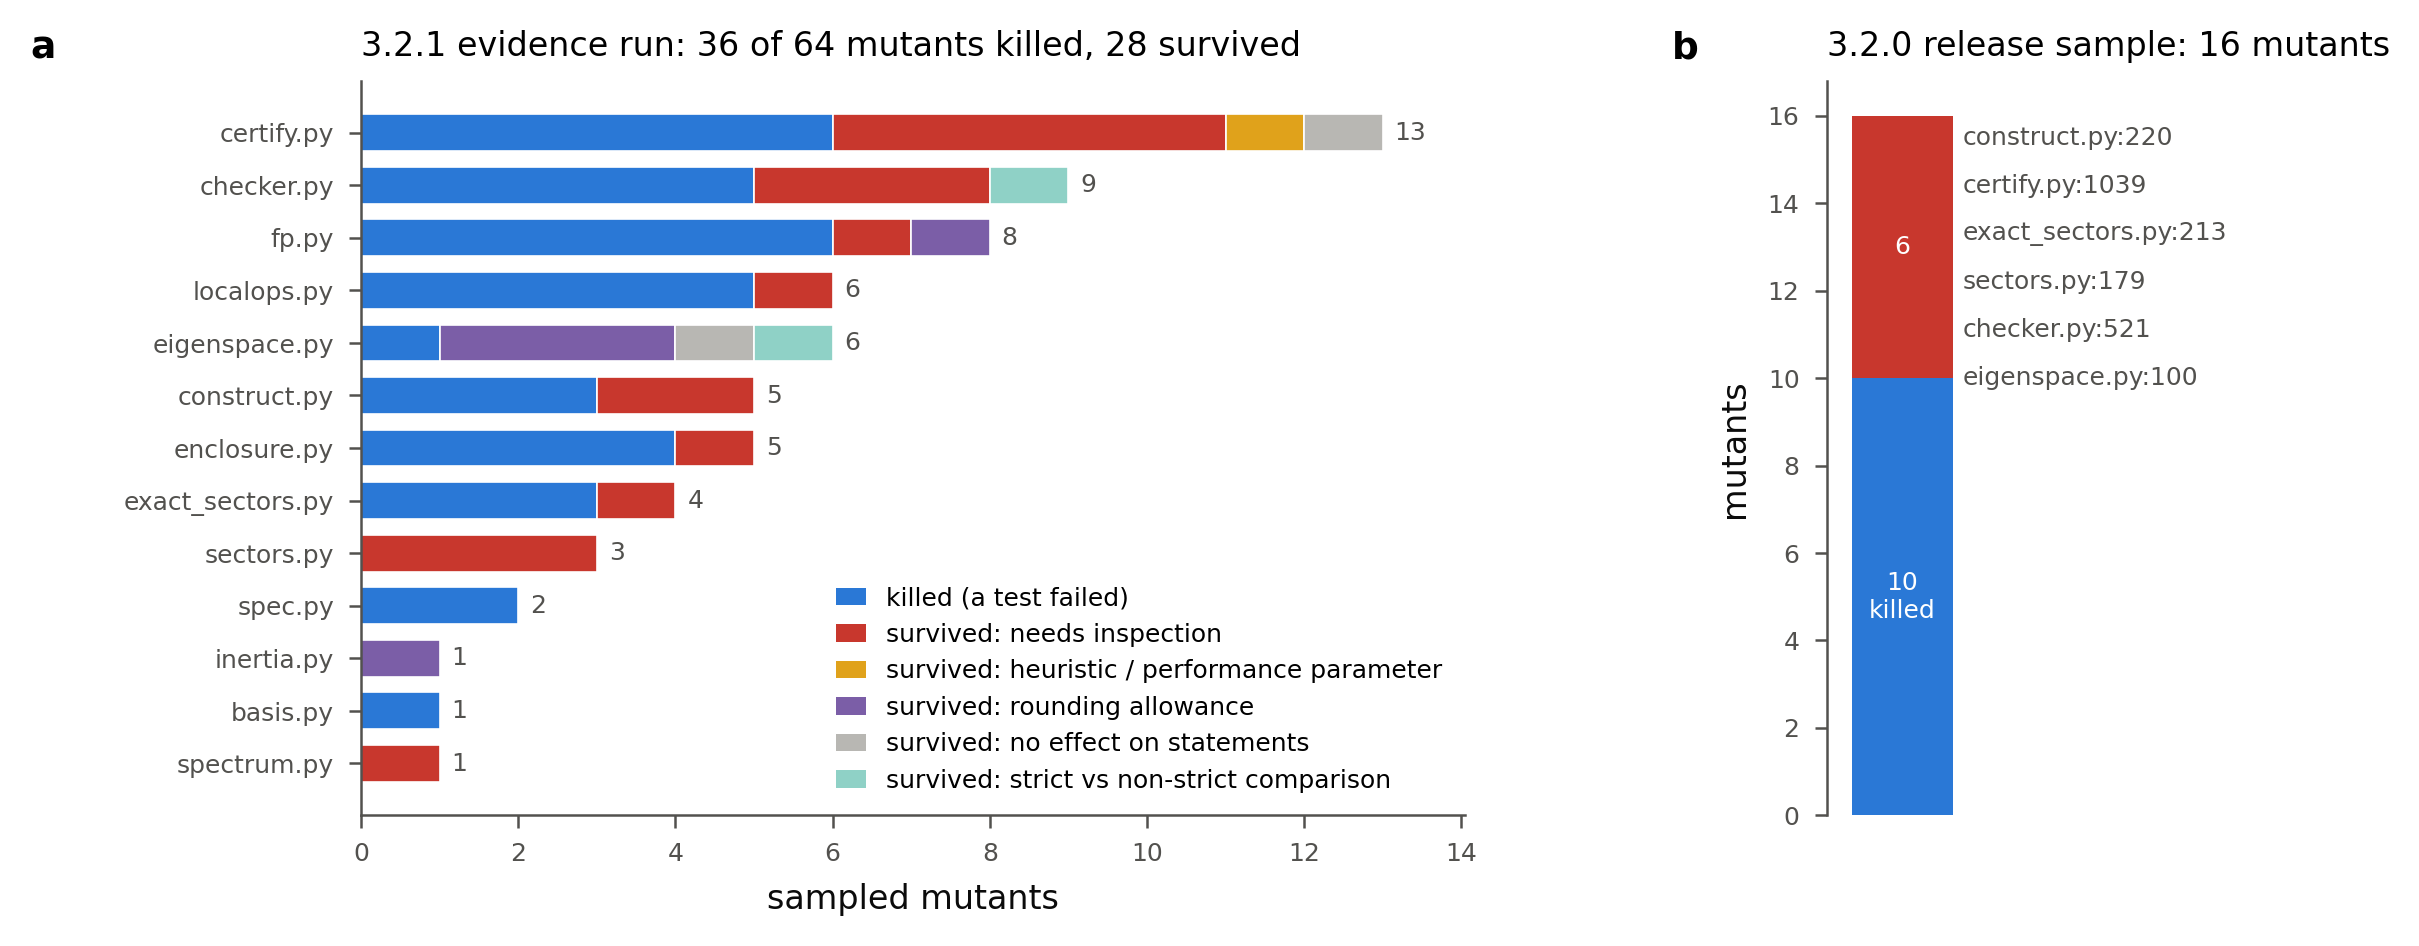 a
3.2.1 evidence run: 36 of 64 mutants killed, 28 survived
certify.py
13
checker.py
9
fp.py
8
localops.py
6
eigenspace.py
6
construct.py
5
enclosure.py
5
exact_sectors.py
4
sectors.py
3
spec.py
2
inertia.py
1
basis.py
1
spectrum.py
1
killed (a test failed)
survived: needs inspection
survived: heuristic / performance parameter
survived: rounding allowance
survived: no effect on statements
survived: strict vs non-strict comparison
0 2 4 6 8 10 12 14
sampled mutants
b
3.2.0 release sample: 16 mutants
16
14
12
10
8
6
4
2
0
mutants
6
10
killed
construct.py:220
certify.py:1039
exact_sectors.py:213
sectors.py:179
checker.py:521
eigenspace.py:100